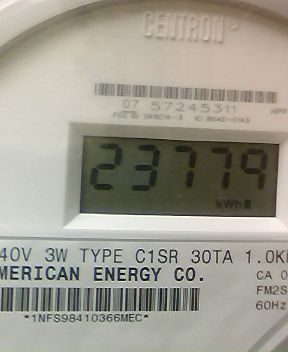 CENTRON®
07 57245311
23779
kWh
40V 3W TYPE C1SR 30TA 1.0K
MERICAN ENERGY CO.
CA 0
FM2S
60Hz
*1NFS98410366MEC*